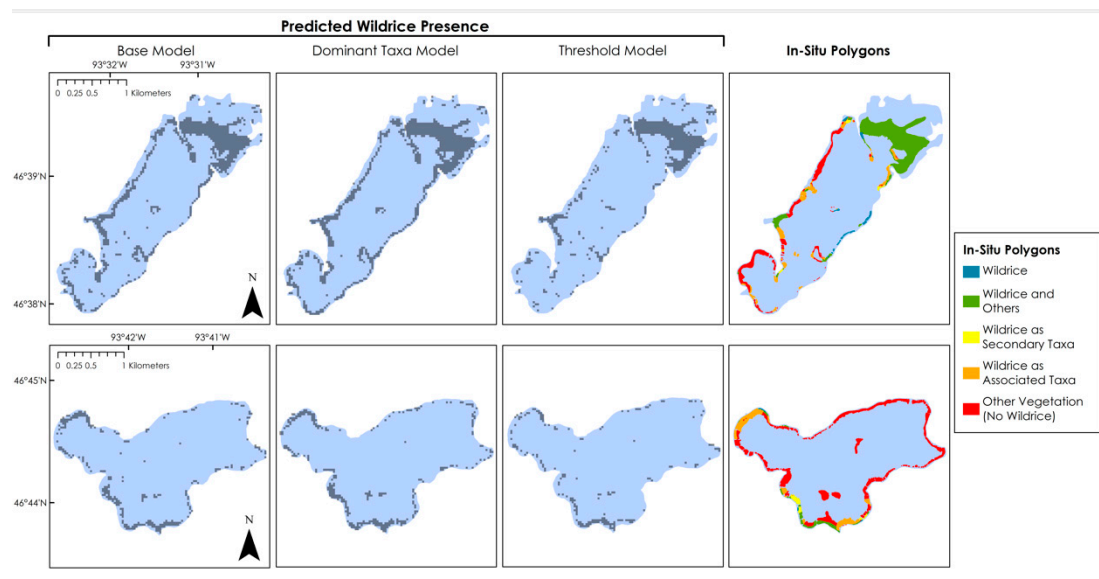 Predicted Wildrice Presence
Base Model
Dominant Taxa Model
Threshold Model
In-Situ Polygons
93°32'W
93°31'W
0 0.25 0.5 1 Kilometers
46°39'N
46°38'N
N
In-Situ Polygons
Wildrice
Wildrice and
Others
Wildrice as
Secondary Taxa
Wildrice as
Associated Taxa
Other Vegetation
(No Wildrice)
93°42'W
93°41'W
0 0.25 0.5 1 Kilometers
46°45'N
46°44'N
N